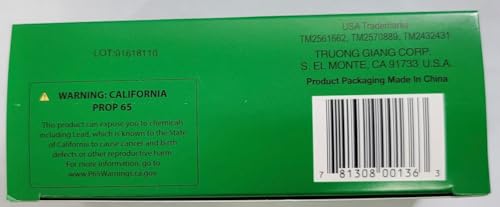 LOT:01618110
WARNING: CALIFORNIA
PROP 65
This product can expose you to chemicals
including Lead, which is known to the State
of California to cause cancer and birth
defects or other reproductive harm
For more information, go to
www.P65Warnings.ca.gov
USA Trademarks
TM2561662, TM2570889, TM2432431
TRUONG GIANG CORP.
S. EL MONTE, CA 91733 U.S.A.
Product Packaging Made In China
7 81308 00136 3